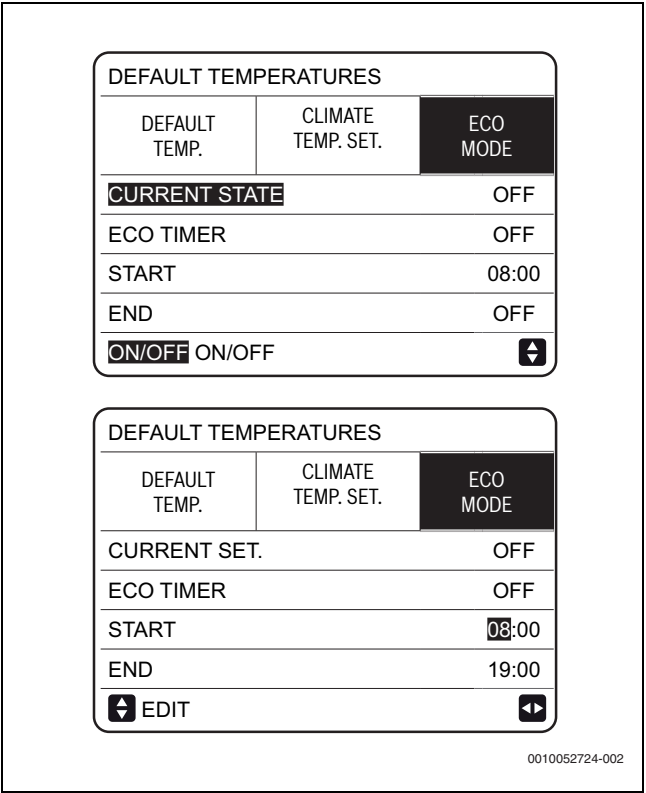 DEFAULT TEMPERATURES
DEFAULT TEMP.
CLIMATE TEMP. SET.
ECO MODE
CURRENT STATE OFF
ECO TIMER OFF
START 08:00
END OFF
ON/OFF ON/OFF
DEFAULT TEMPERATURES
DEFAULT TEMP.
CLIMATE TEMP. SET.
ECO MODE
CURRENT SET. OFF
ECO TIMER OFF
START 08:00
END 19:00
EDIT
0010052724-002